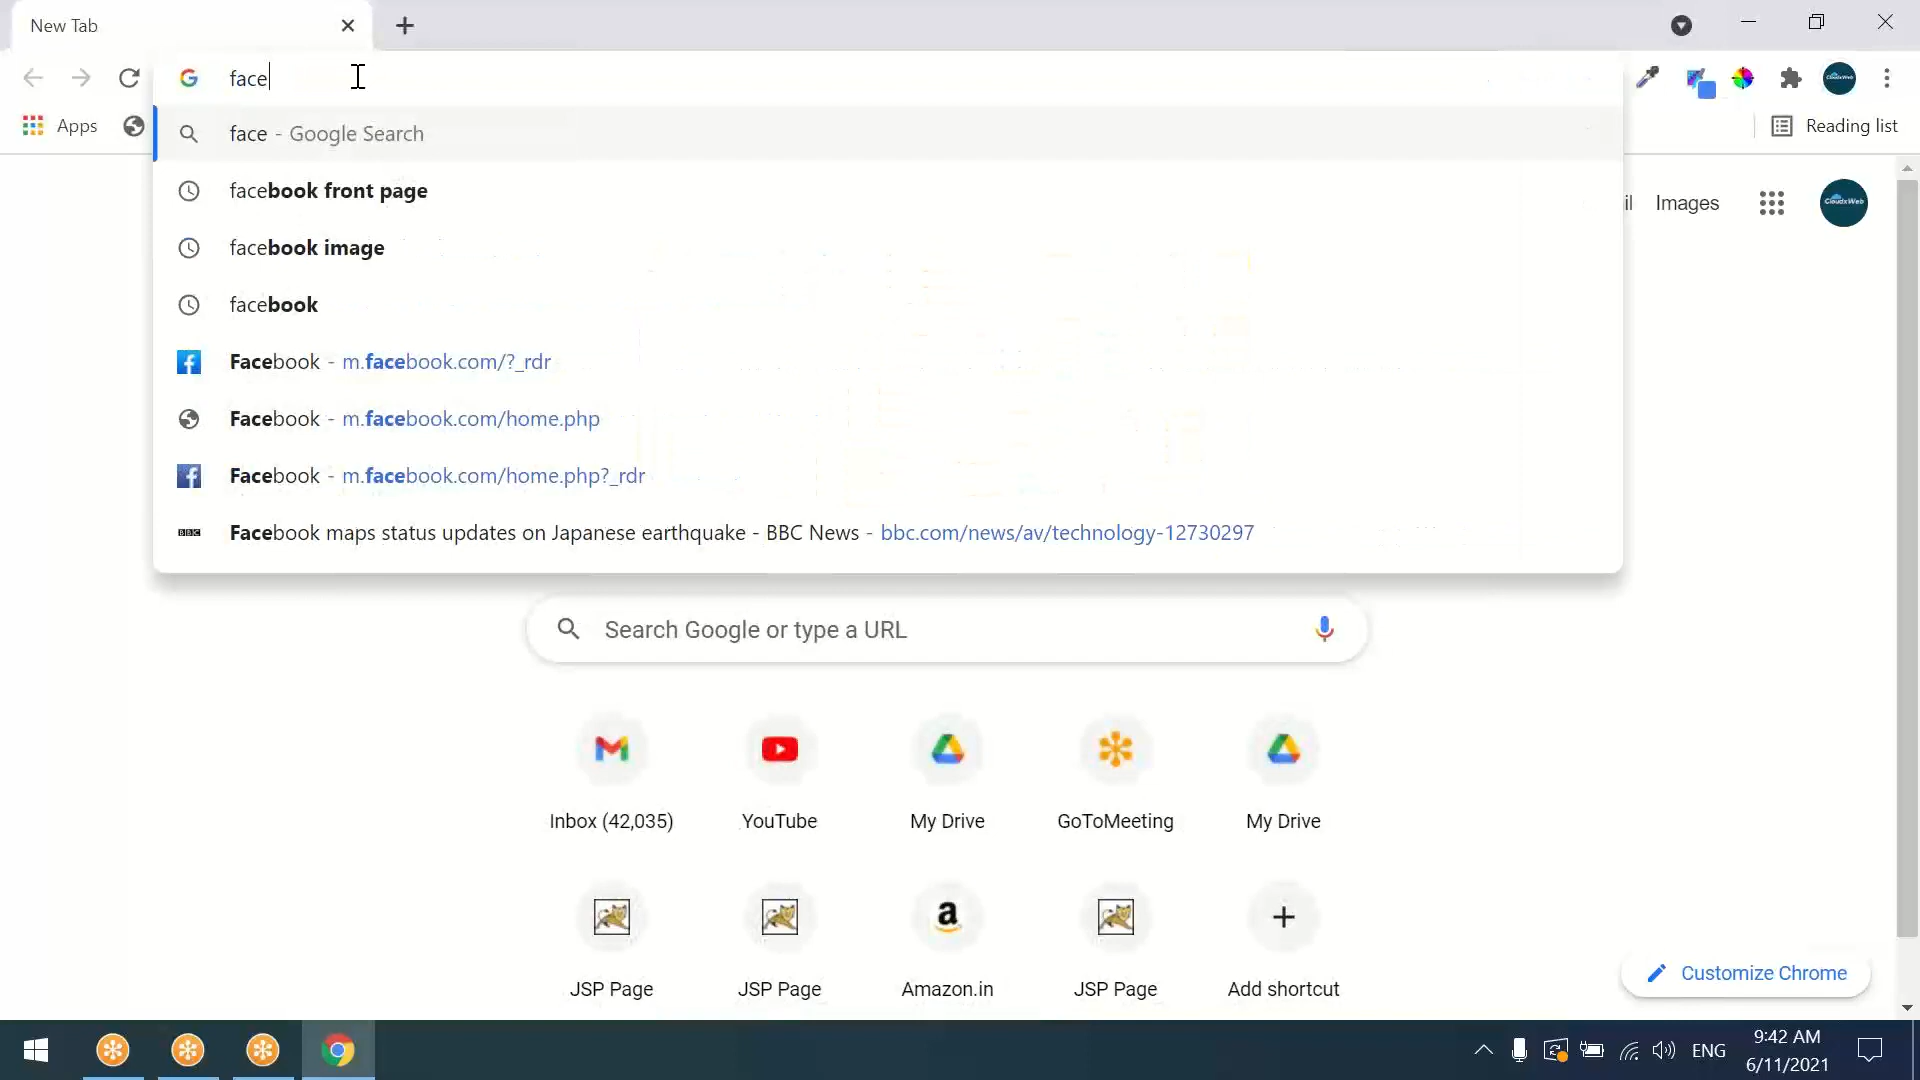 New Tab
face
Apps
Reading list
face - Google Search
facebook front page
facebook image
facebook
Facebook - m.facebook.com/?_rdr
Facebook - m.facebook.com/home.php
Facebook - m.facebook.com/home.php?_rdr
BBC Facebook maps status updates on Japanese earthquake - BBC News - bbc.com/news/av/technology-12730297
il Images CloudxWeb
Search Google or type a URL
Inbox (42,035) YouTube My Drive GoToMeeting My Drive
JSP Page JSP Page Amazon.in JSP Page Add shortcut
Customize Chrome
ENG
9:42 AM
6/11/2021